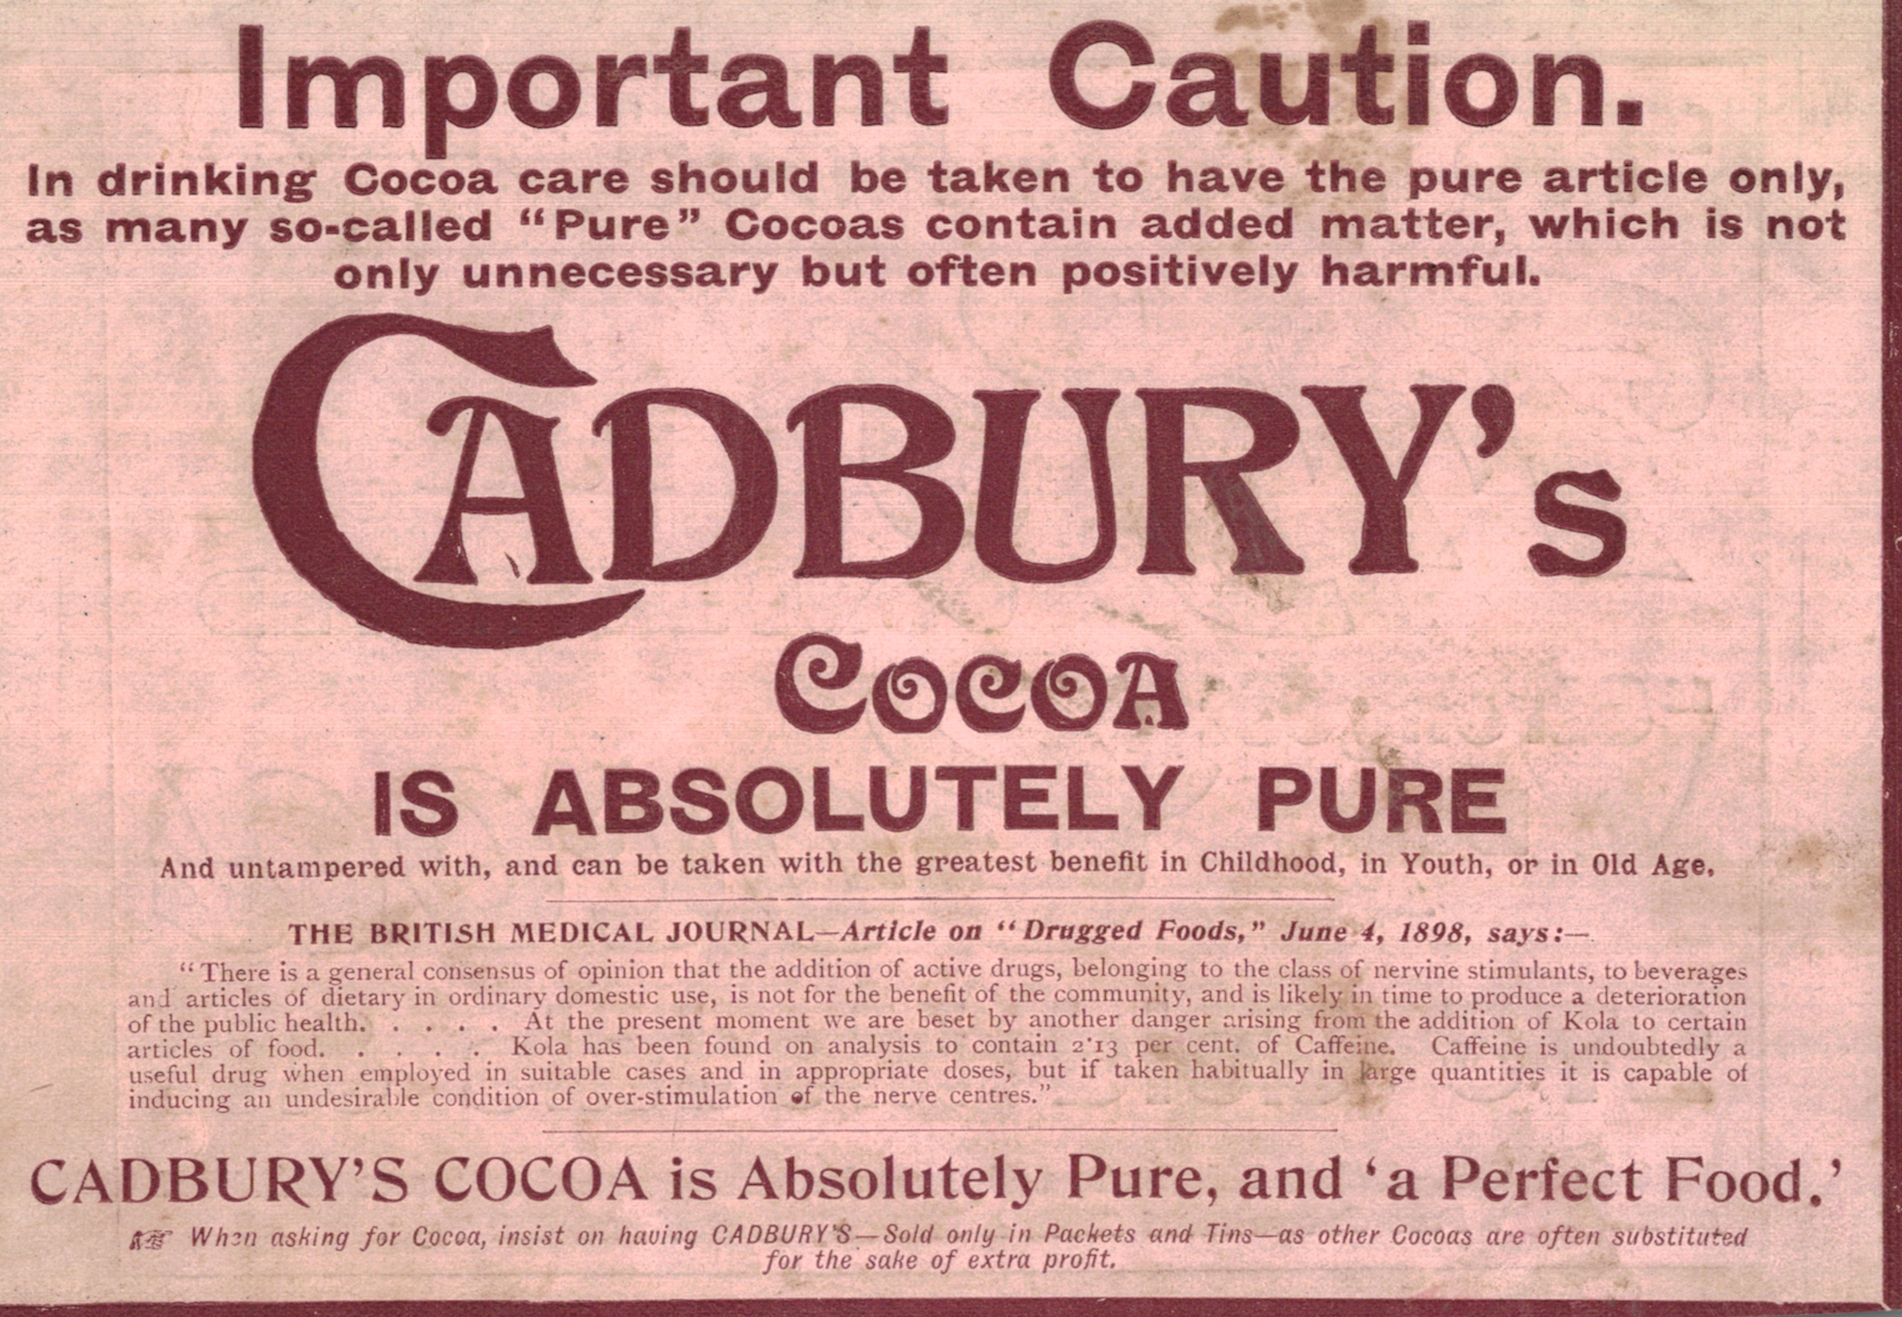 Important Caution.
In drinking Cocoa care should be taken to have the pure article only,
as many so-called “Pure” Cocoas contain added matter, which is not
only unnecessary but often positively harmful.
CADBURY’s
COCOA
IS ABSOLUTELY PURE
And untampered with, and can be taken with the greatest benefit in Childhood, in Youth, or in Old Age,
THE BRITISH MEDICAL JOURNAL—Article on “Drugged Foods,” June 4, 1898, says:—
“There is a general consensus of opinion that the addition of active drugs, belonging to the class of nervine stimulants, to beverages
and articles of dietary in ordinary domestic use, is not for the benefit of the community, and is likely in time to produce a deterioration
of the public health. . . . . At the present moment we are beset by another danger arising from the addition of Kola to certain
articles of food. . . . . Kola has been found on analysis to contain 2·13 per cent. of Caffeine. Caffeine is undoubtedly a
useful drug when employed in suitable cases and in appropriate doses, but if taken habitually in large quantities it is capable of
inducing an undesirable condition of over-stimulation of the nerve centres.”
CADBURY’S COCOA is Absolutely Pure, and ‘a Perfect Food.’
☞ When asking for Cocoa, insist on having CADBURY’S—Sold only in Packets and Tins—as other Cocoas are often substituted
for the sake of extra profit.